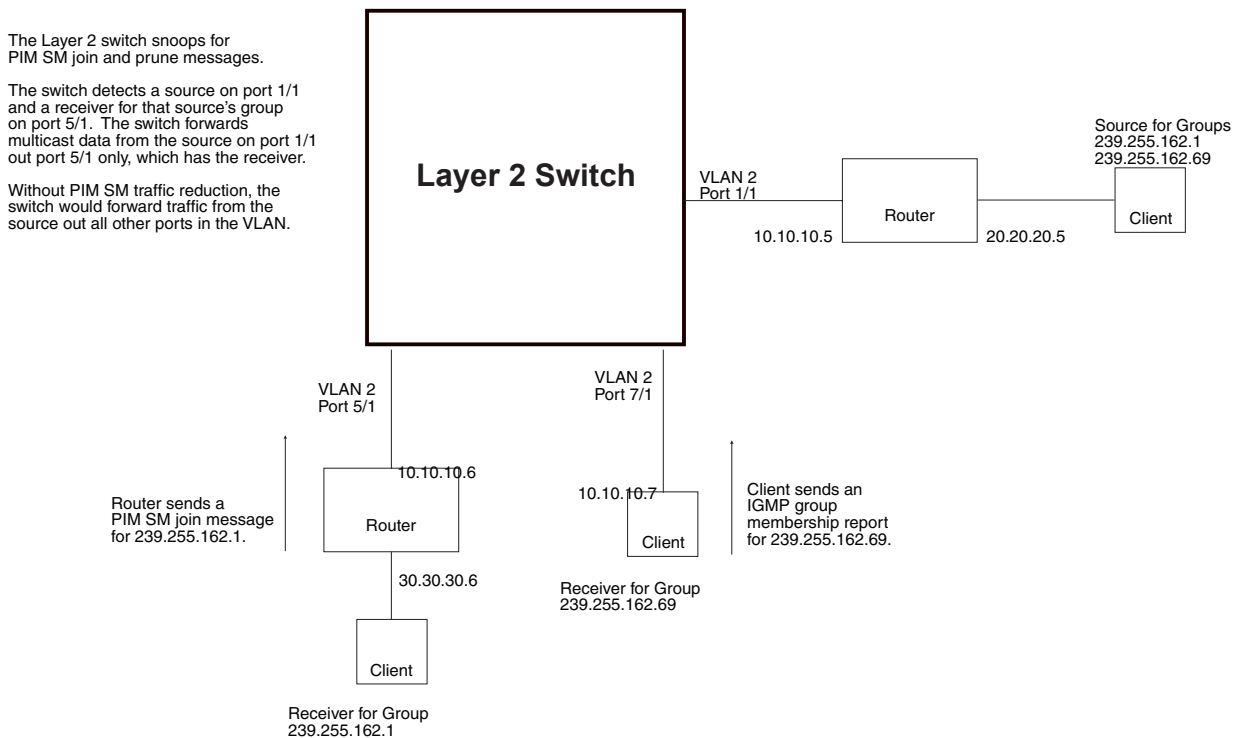 The Layer 2 switch snoops for
PIM SM join and prune messages.
The switch detects a source on port 1/1
and a receiver for that source's group
on port 5/1.  The switch forwards
multicast data from the source on port 1/1
out port 5/1 only, which has the receiver.
Without PIM SM traffic reduction, the
switch would forward traffic from the
source out all other ports in the VLAN.
Layer 2 Switch
VLAN 2
Port 1/1
10.10.10.5
Router
20.20.20.5
Source for Groups
239.255.162.1
239.255.162.69
Client
VLAN 2
Port 5/1
VLAN 2
Port 7/1
Router sends a
PIM SM join message
for 239.255.162.1.
10.10.10.6
Router
30.30.30.6
Client
Receiver for Group
239.255.162.1
10.10.10.7
Client
Receiver for Group
239.255.162.69
Client sends an
IGMP group
membership report
for 239.255.162.69.